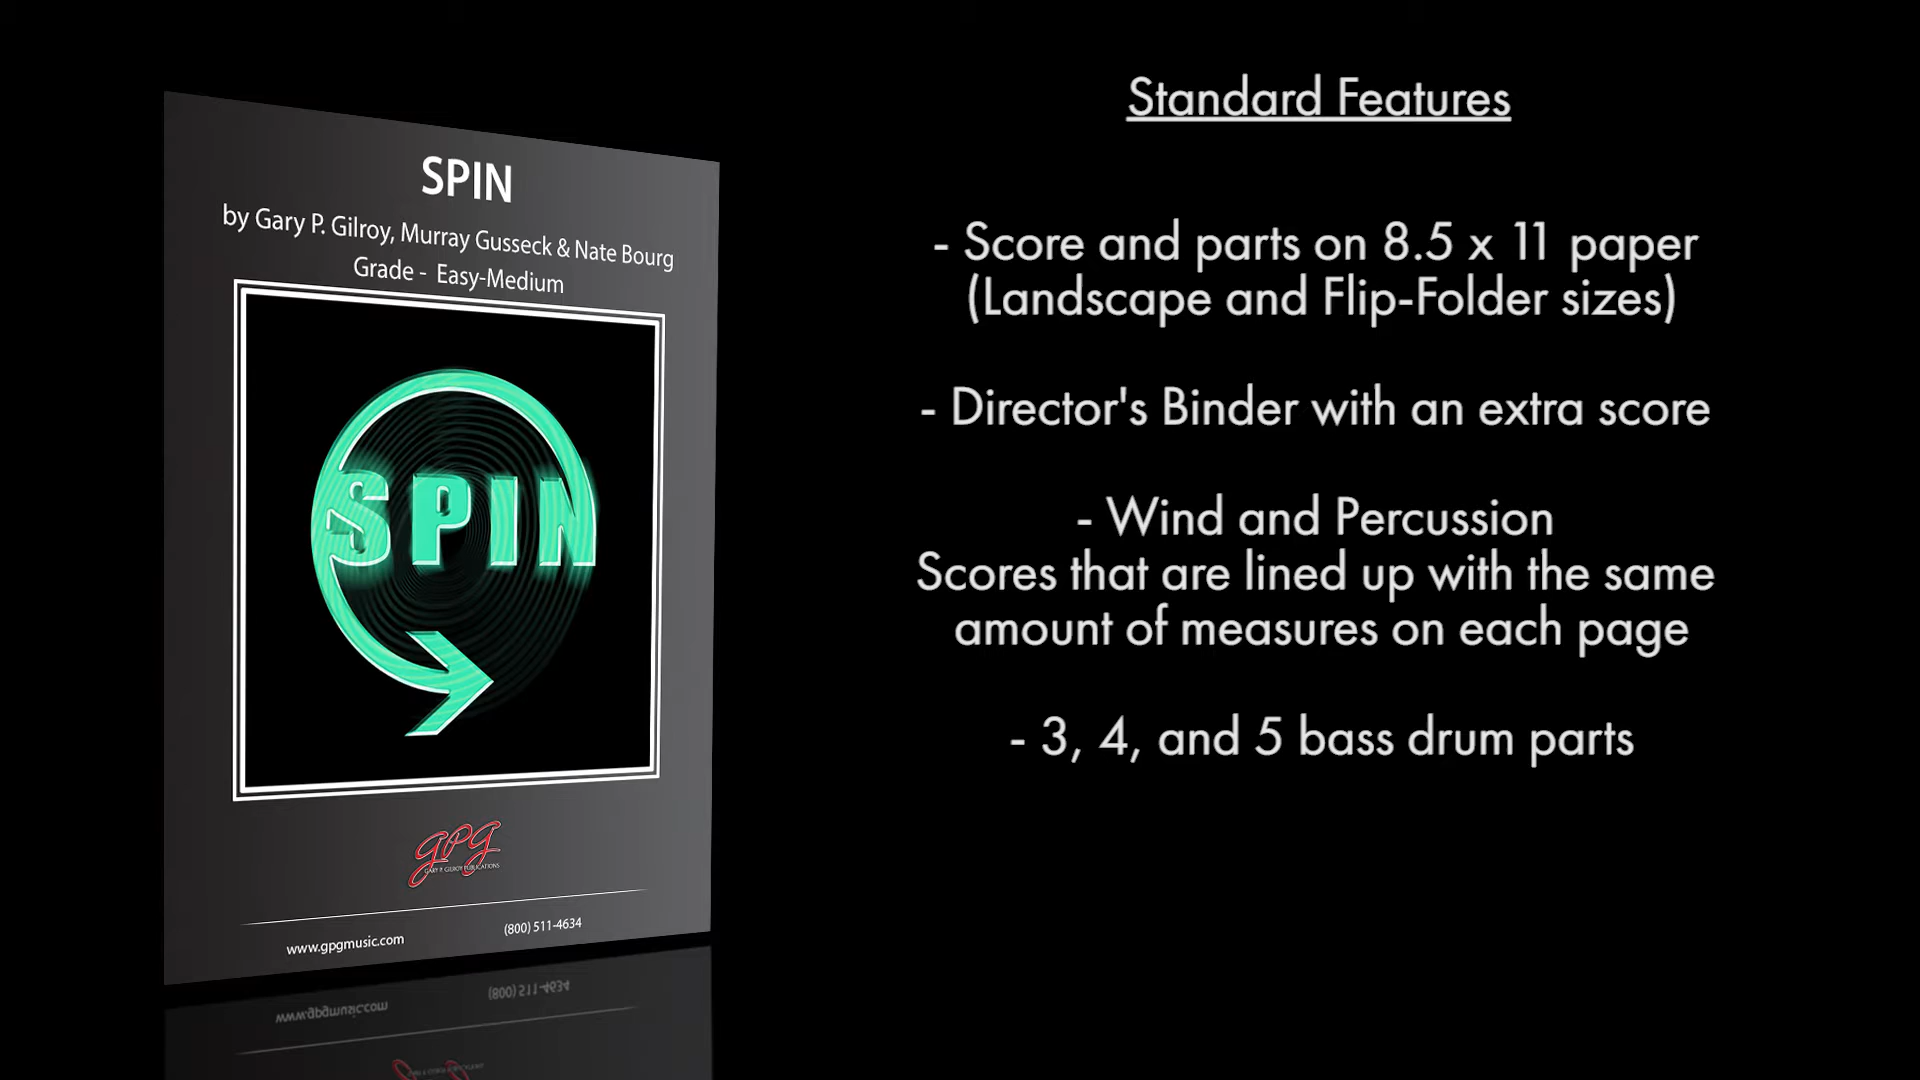 SPIN
by Gary P. Gilroy, Murray Gusseck & Nate Bourg
Grade - Easy-Medium
SPIN
GPG
GARY P. GILROY PUBLICATIONS
www.gpgmusic.com
(800) 511-4634
Standard Features
- Score and parts on 8.5 x 11 paper
(Landscape and Flip-Folder sizes)
- Director's Binder with an extra score
- Wind and Percussion
Scores that are lined up with the same
amount of measures on each page
- 3, 4, and 5 bass drum parts